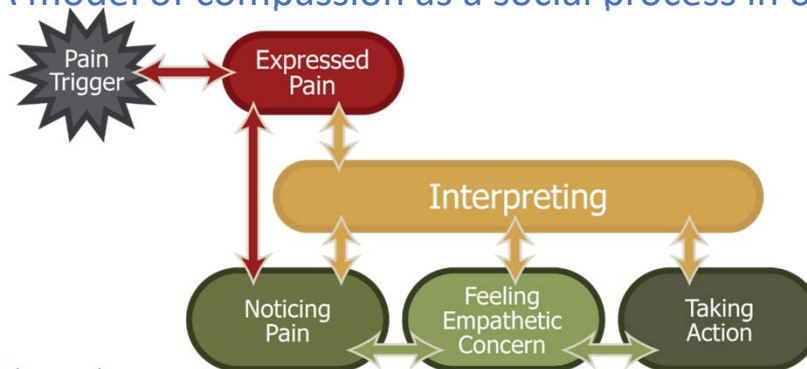 A model of compassion as a social process in o
Pain
Trigger
Expressed
Pain
Interpreting
Noticing
Pain
Feeling
Empathetic
Concern
Taking
Action